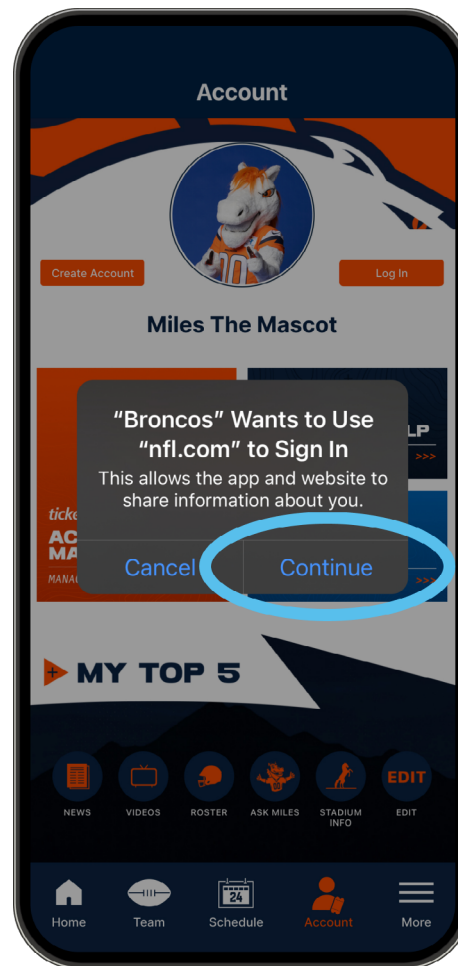 Account
Create Account
Log In
Miles The Mascot
"Broncos" Wants to Use
"nfl.com" to Sign In
This allows the app and website to
share information about you.
Cancel
Continue
>>>
>>>
MY TOP 5
24
EDIT
NEWS
VIDEOS
ROSTER
ASK MILES
STADIUM
INFO
EDIT
Home
Team
Schedule
Account
More